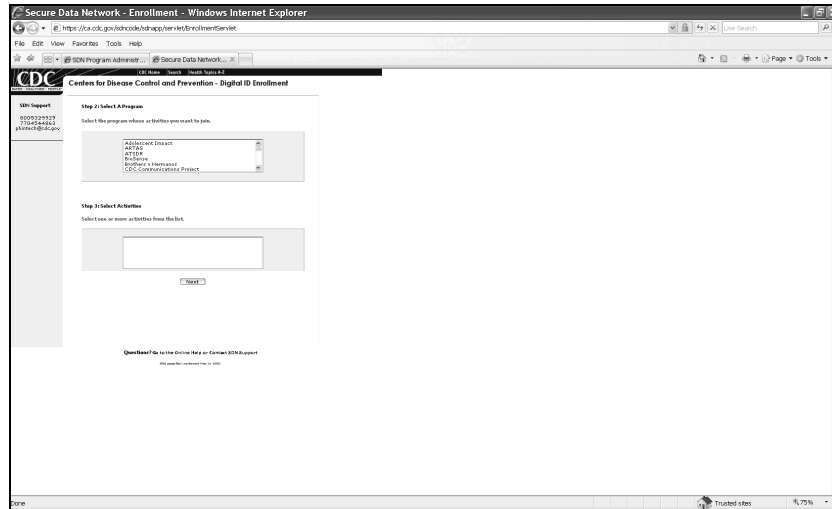 Secure Data Network - Enrollment - Windows Internet Explorer
https://ca.cdc.gov/sdncode/sdnapp/servlet/EnrollmentServlet
Live Search
File Edit View Favorites Tools Help
SDN Program Administr... Secure Data Network...
Page Tools
CDC Home Search Health Topics A-Z
CDC
Centers for Disease Control and Prevention - Digital ID Enrollment
SDN Support
8005329929
7704544863
phintech@cdc.gov
Step 2: Select A Program
Select the program whose activities you want to join.
Adolescent Impact
ARTAS
ATSDR
BioSense
Brothers y Hermanos
CDC Communications Project
Step 3: Select Activities
Select one or more activities from the list.
Next
Questions? Go to the Online Help or Contact SDN Support
Done
Trusted sites
75%